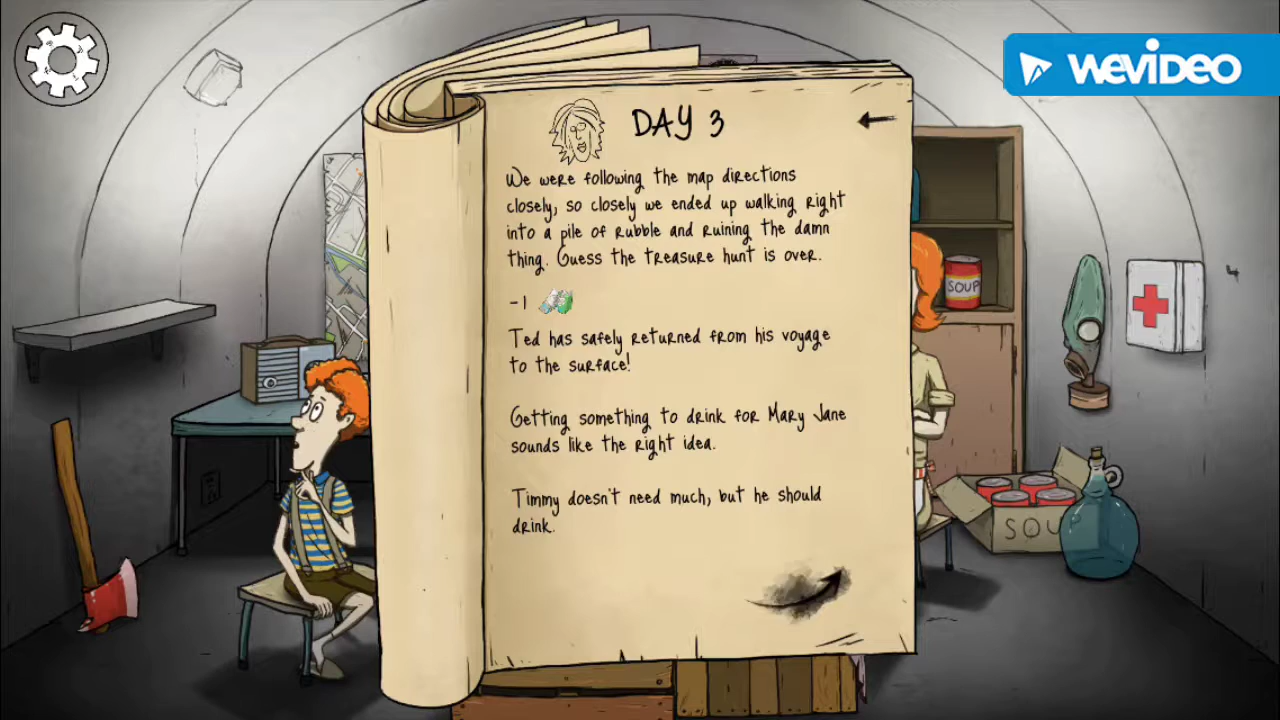 WEVIDEO
DAY 3
We were following the map directions
closely, so closely we ended up walking right
into a pile of rubble and ruining the damn
thing. Guess the treasure hunt is over.
-1
Ted has safely returned from his voyage
to the surface!
Getting something to drink for Mary Jane
sounds like the right idea.
Timmy doesn't need much, but he should
drink.
SOUP
SOU